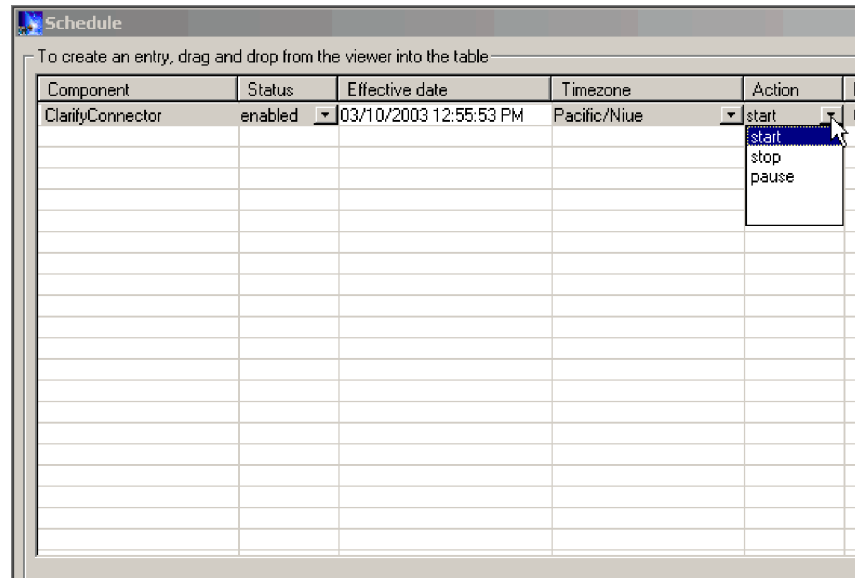 Schedule
To create an entry, drag and drop from the viewer into the table
Component Status Effective date Timezone Action
ClarifyConnector enabled 03/10/2003 12:55:53 PM Pacific/Niue start
start
stop
pause